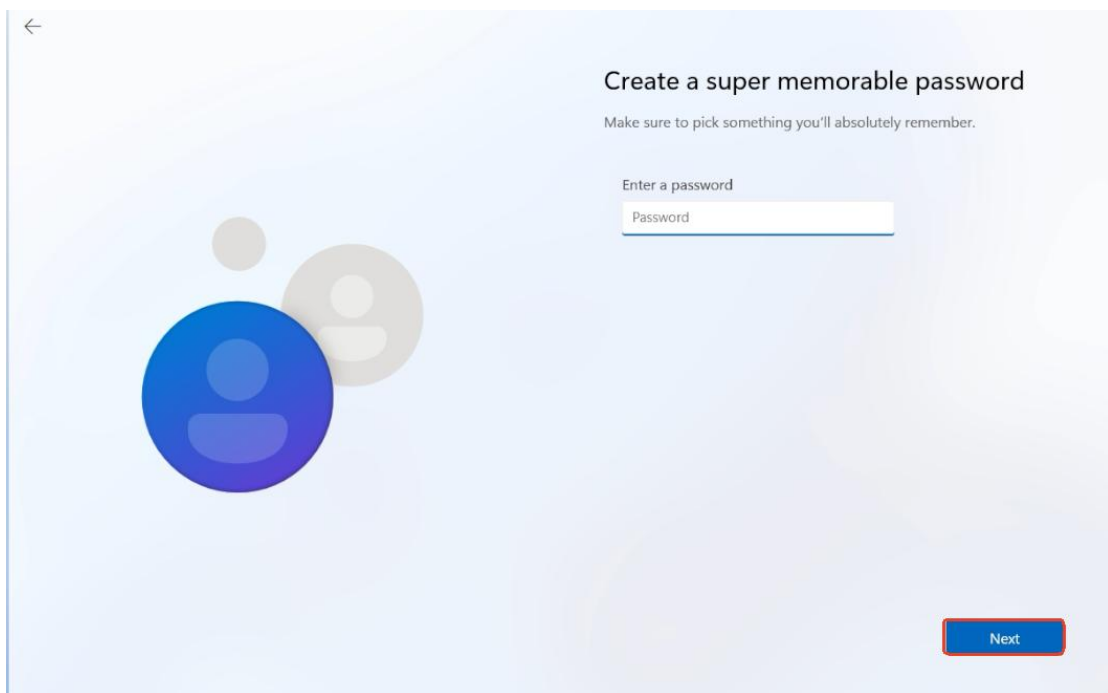 Create a super memorable password
Make sure to pick something you'll absolutely remember.
Enter a password
Password
Next